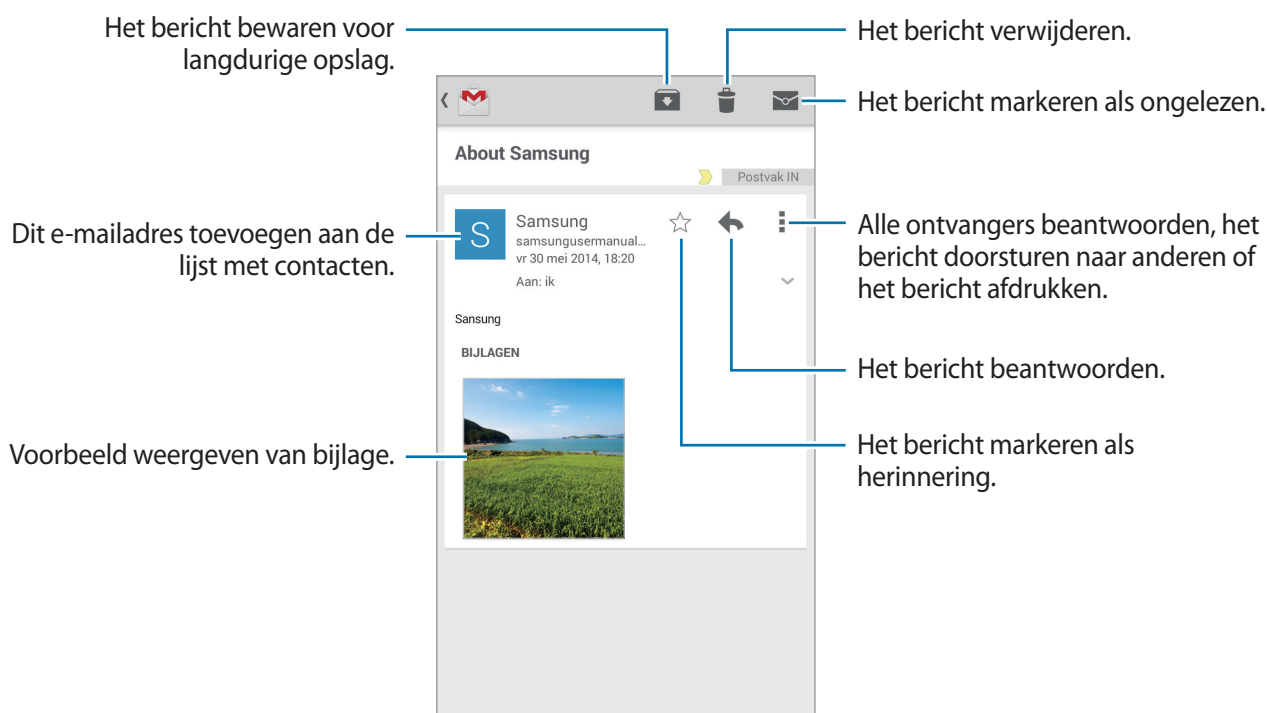 Het bericht bewaren voor
langdurige opslag.
Het bericht verwijderen.
Het bericht markeren als ongelezen.
About Samsung
Postvak IN
Dit e-mailadres toevoegen aan de
lijst met contacten.
S
Samsung
samsungusermanual...
vr 30 mei 2014, 18:20
Aan: ik
Alle ontvangers beantwoorden, het
bericht doorsturen naar anderen of
het bericht afdrukken.
Sansung
BIJLAGEN
Het bericht beantwoorden.
Voorbeeld weergeven van bijlage.
Het bericht markeren als
herinnering.